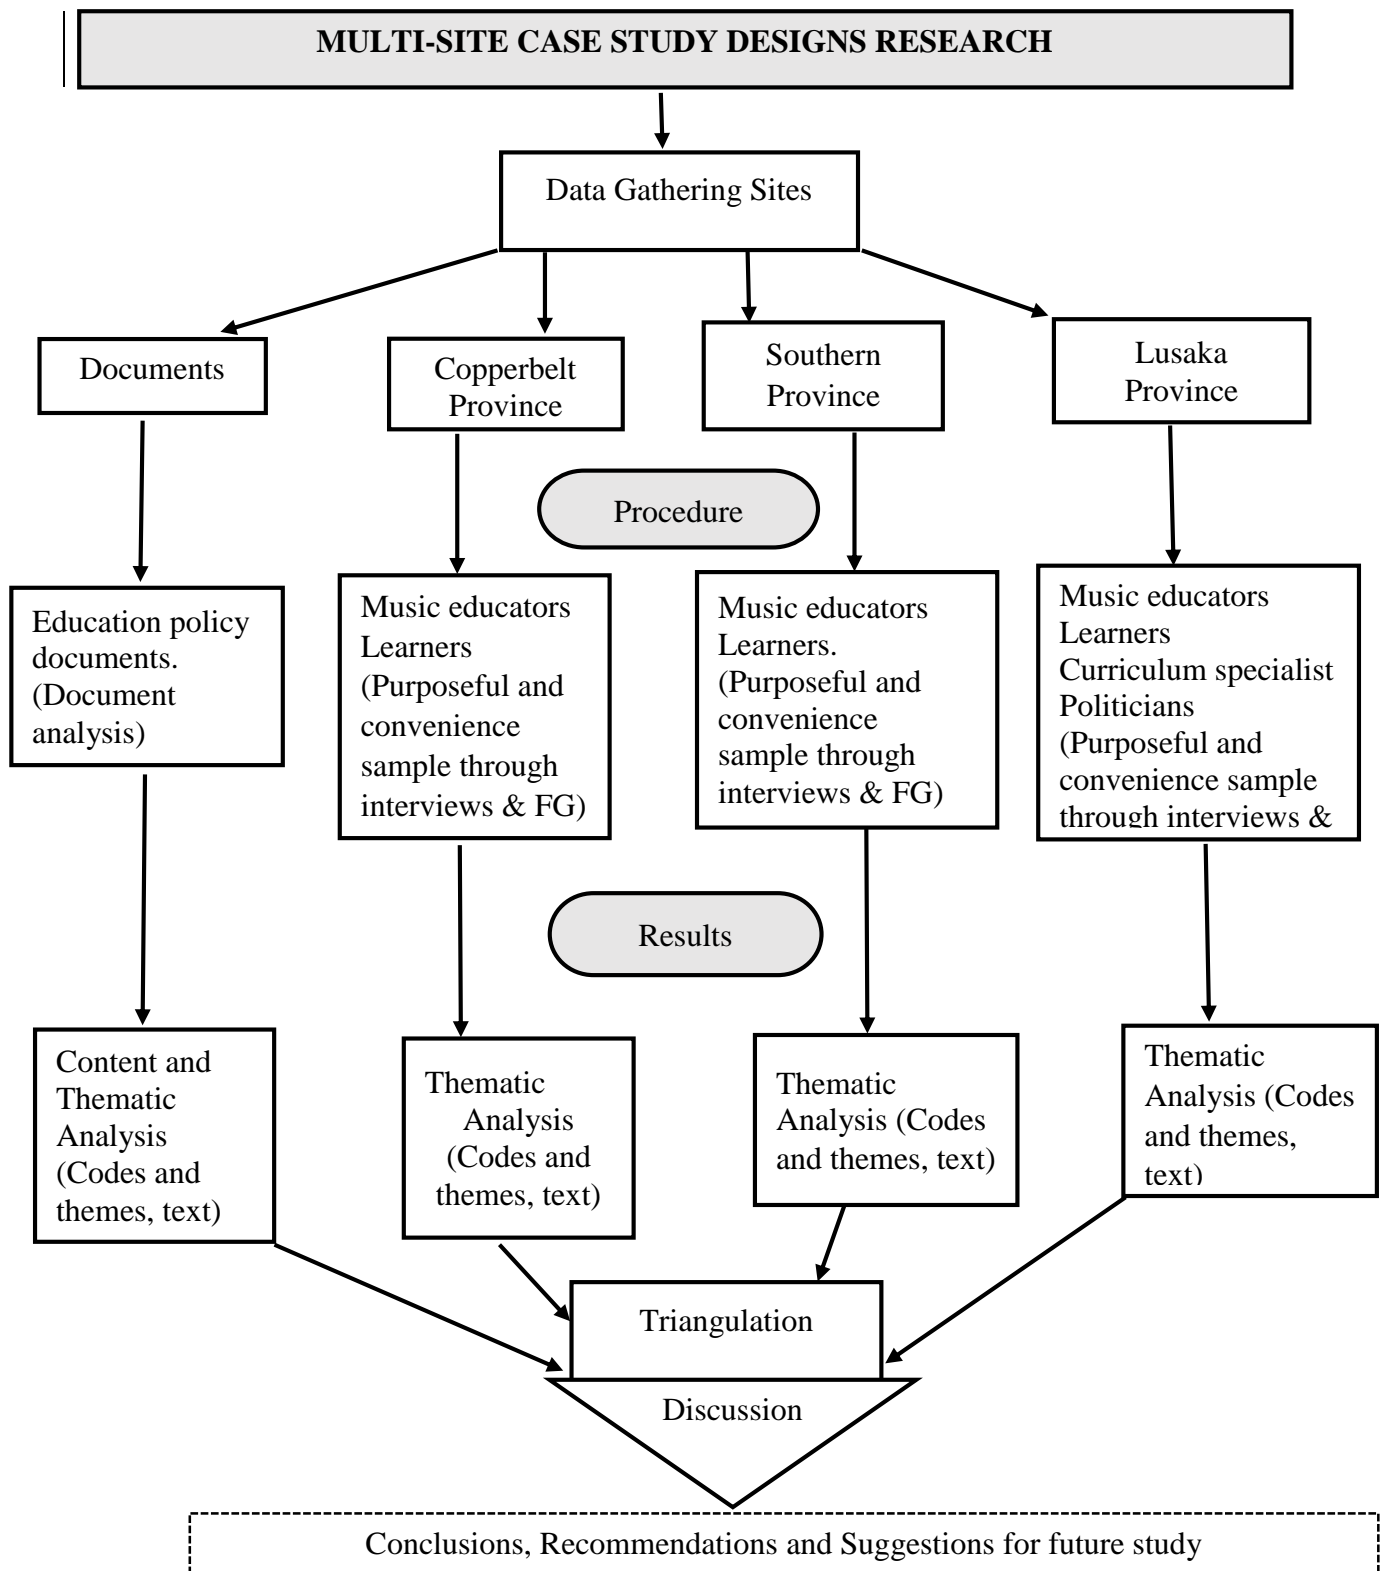 MULTI-SITE CASE STUDY DESIGNS RESEARCH
Data Gathering Sites
Documents
Copperbelt
Province
Southern
Province
Lusaka
Province
Procedure
Education policy
documents.
(Document
analysis)
Music educators
Learners
(Purposeful and
convenience
sample through
interviews & FG)
Music educators
Learners.
(Purposeful and
convenience
sample through
interviews & FG)
Music educators
Learners
Curriculum specialist
Politicians
(Purposeful and
convenience sample
through interviews &
Results
Content and
Thematic
Analysis
(Codes and
themes, text)
Thematic
Analysis
(Codes and
themes, text)
Thematic
Analysis (Codes
and themes, text)
Thematic
Analysis (Codes
and themes,
text)
Triangulation
Discussion
Conclusions, Recommendations and Suggestions for future study